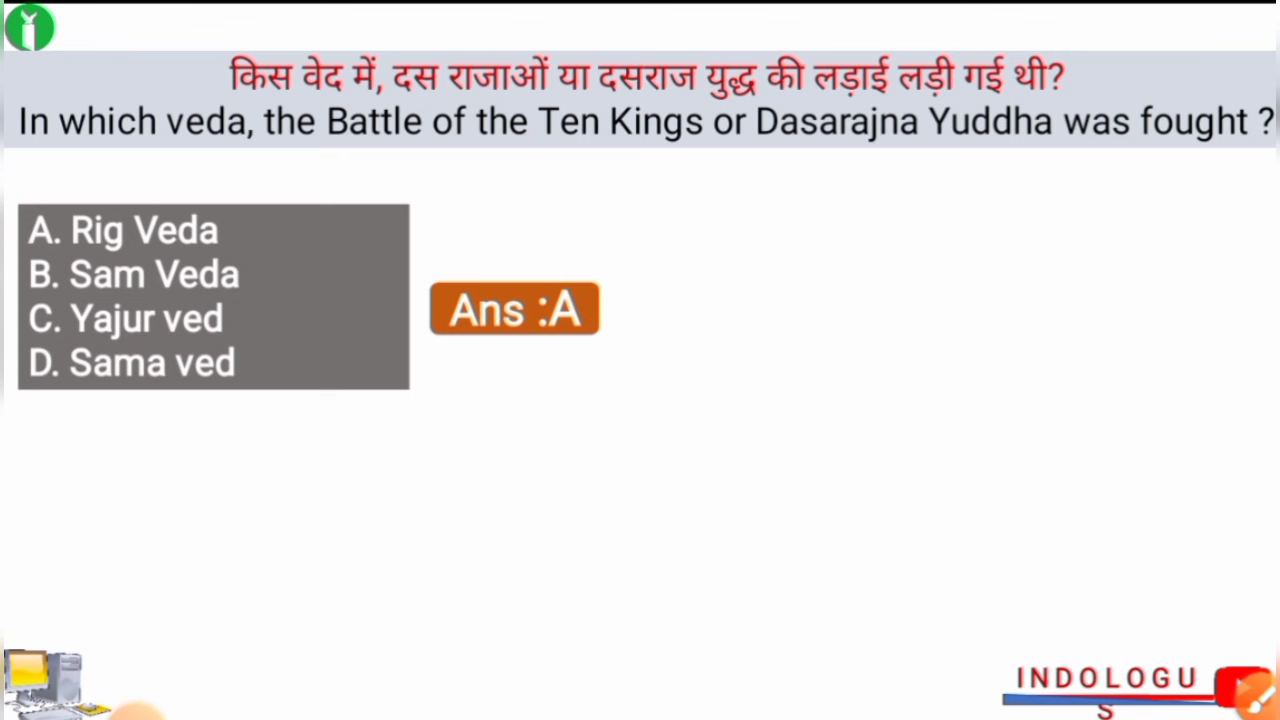 किस वेद में, दस राजाओं या दसराज युद्ध की लड़ाई लड़ी गई थी?
In which veda, the Battle of the Ten Kings or Dasarajna Yuddha was fought ?
A. Rig Veda
B. Sam Veda
C. Yajur ved
D. Sama ved
Ans :A
INDOLOGU
S